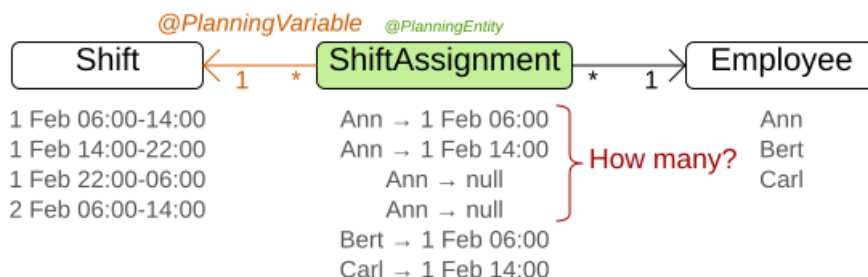 @PlanningVariable @PlanningEntity
Shift ShiftAssignment Employee
1 * * 1
1 Feb 06:00-14:00
1 Feb 14:00-22:00
1 Feb 22:00-06:00
2 Feb 06:00-14:00
Ann → 1 Feb 06:00
Ann → 1 Feb 14:00
Ann → null
Ann → null
Bert → 1 Feb 06:00
Carl → 1 Feb 14:00
How many?
Ann
Bert
Carl